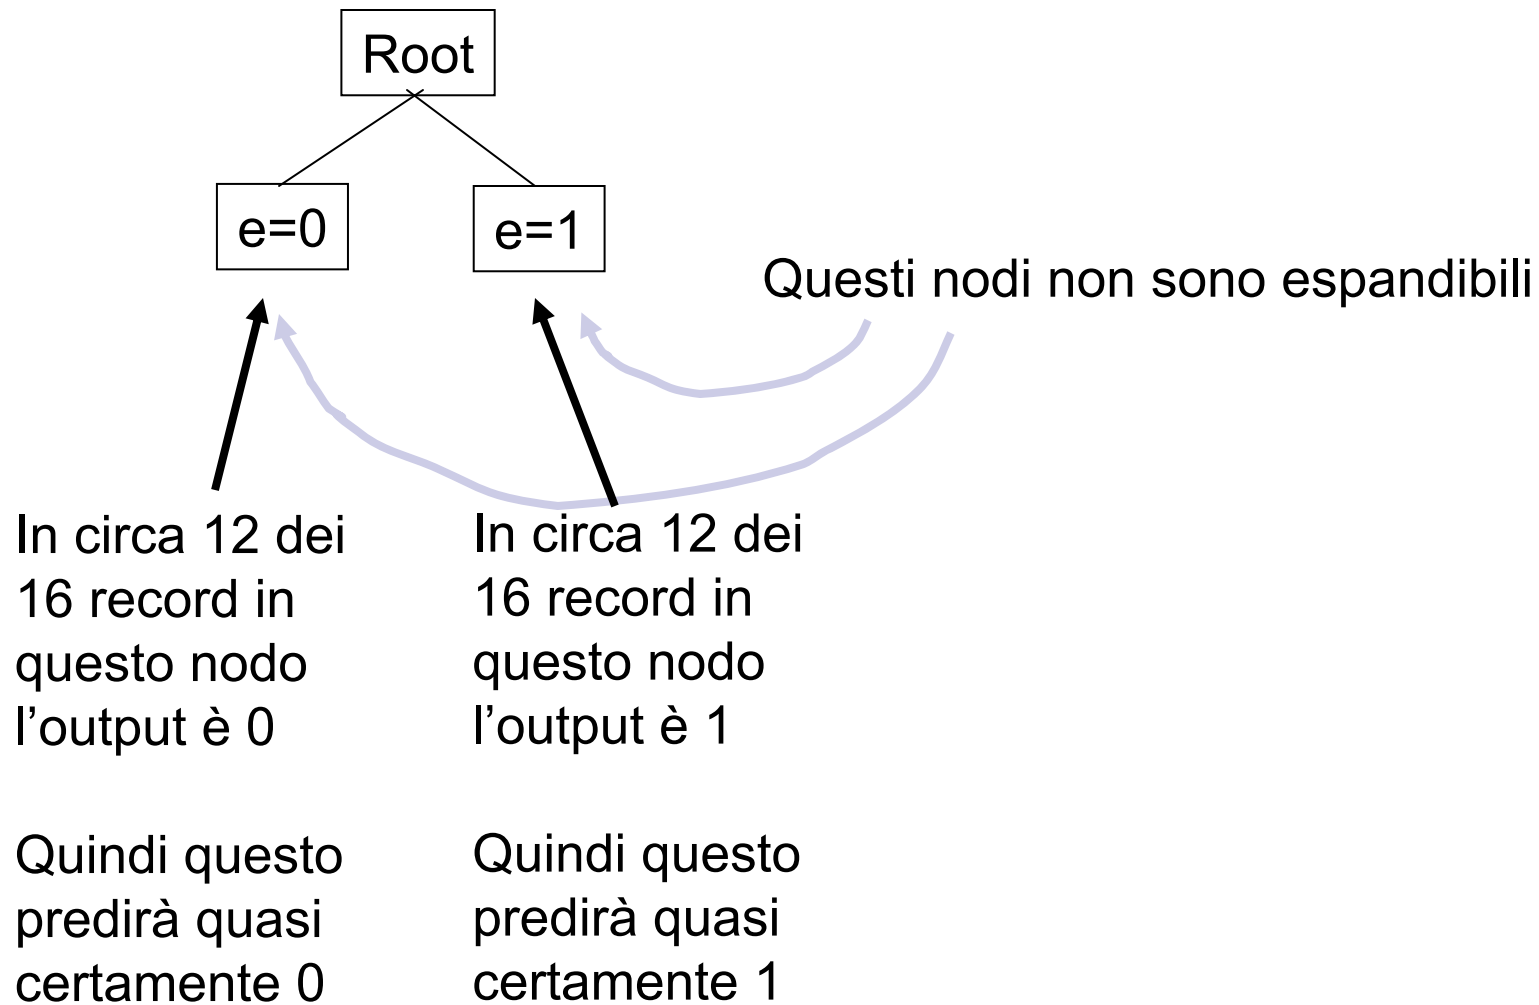 Root
e=0
e=1
Questi nodi non sono espandibili
In circa 12 dei
16 record in
questo nodo
l’output è 0
Quindi questo
predirà quasi
certamente 0
In circa 12 dei
16 record in
questo nodo
l’output è 1
Quindi questo
predirà quasi
certamente 1